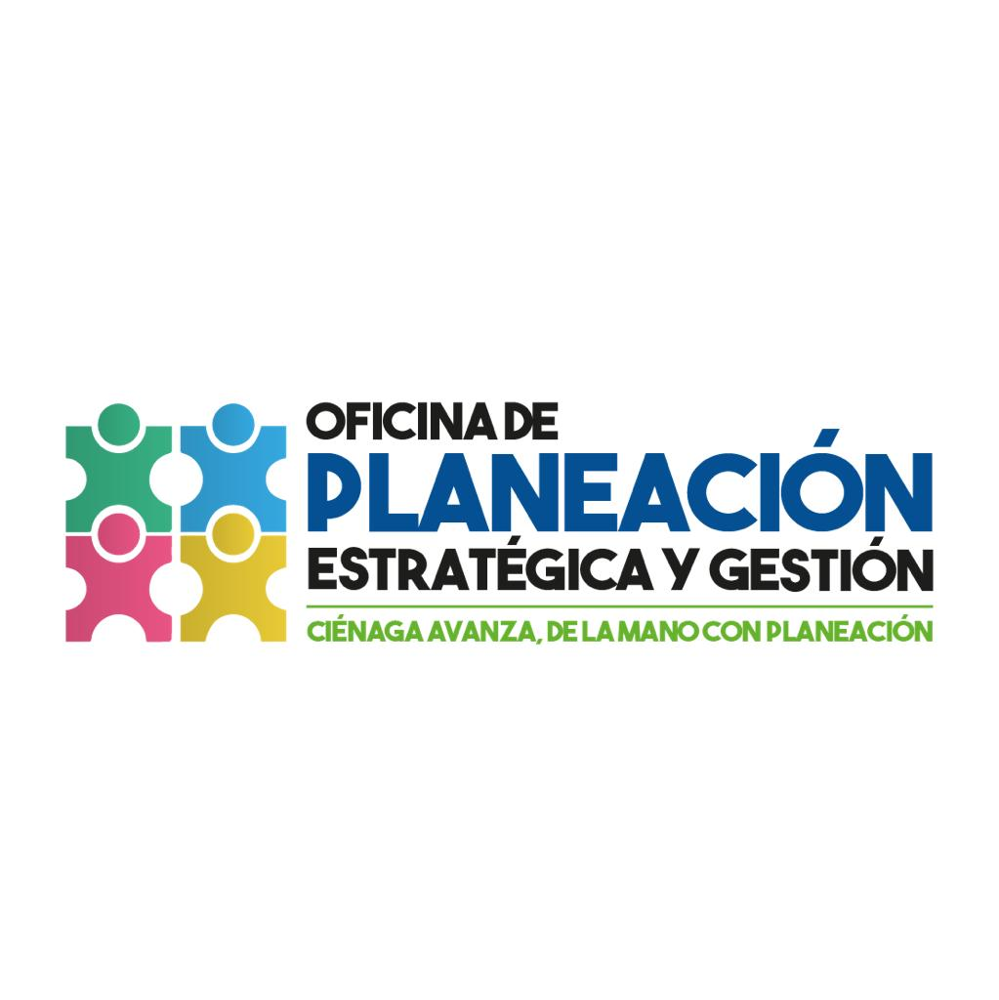 OFICINA DE
PLANEACIÓN
ESTRATÉGICA Y GESTIÓN
CIÉNAGA AVANZA, DE LA MANO CON PLANEACIÓN